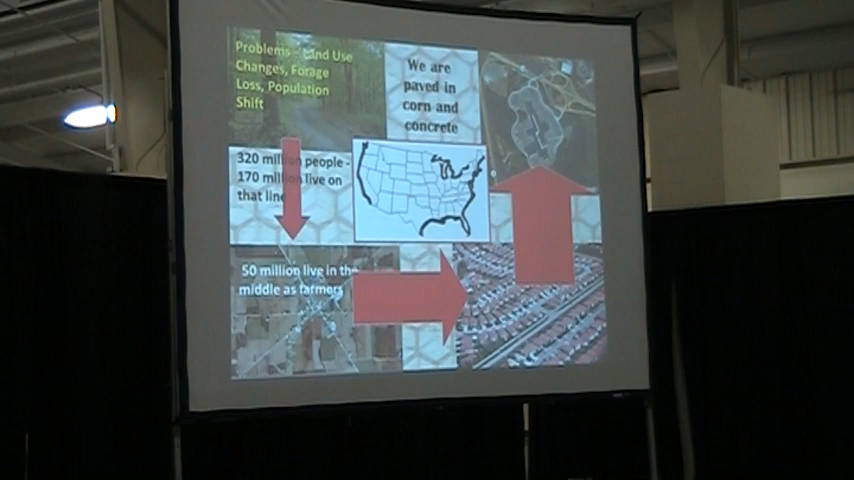 Problems – Land Use
Changes, Forage
Loss, Population
Shift
We are
paved in
corn and
concrete
320 million people -
170 million live on
that line
50 million live in the
middle as farmers